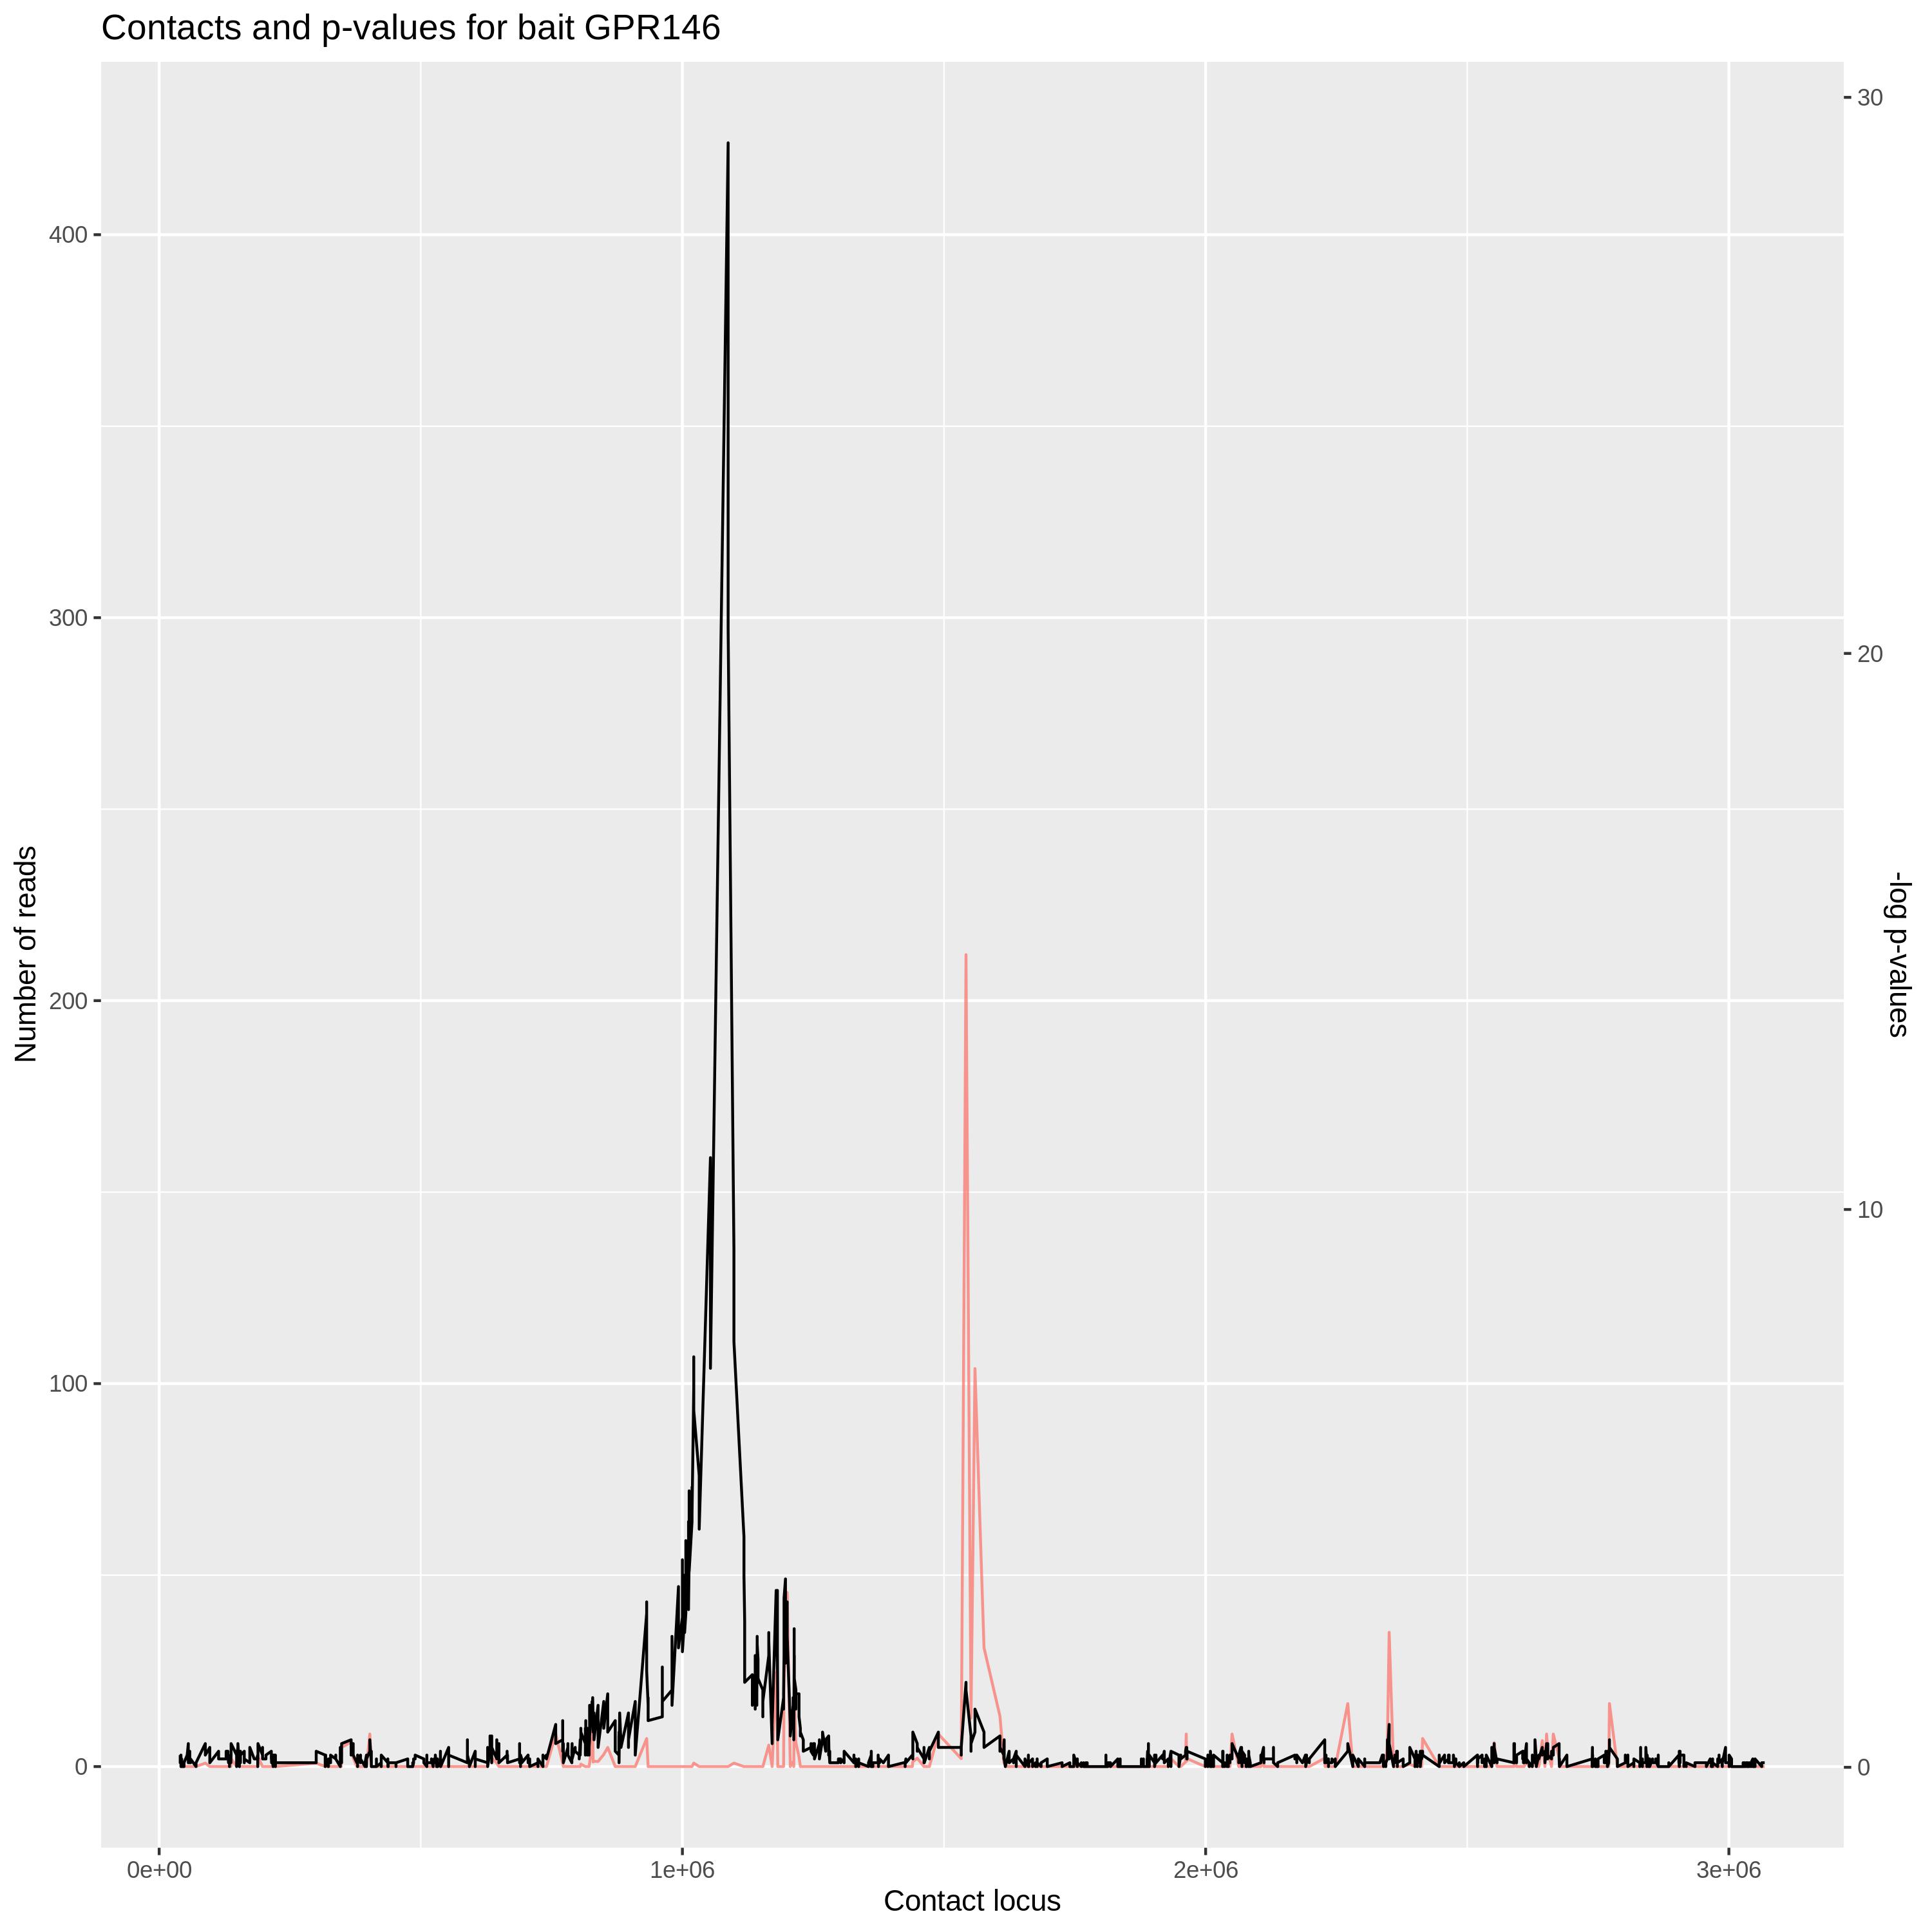 Contacts and p-values for bait GPR146
30
400
300
20
Number of reads
-log p-values
200
10
100
0
0
0e+00
1e+06
2e+06
3e+06
Contact locus